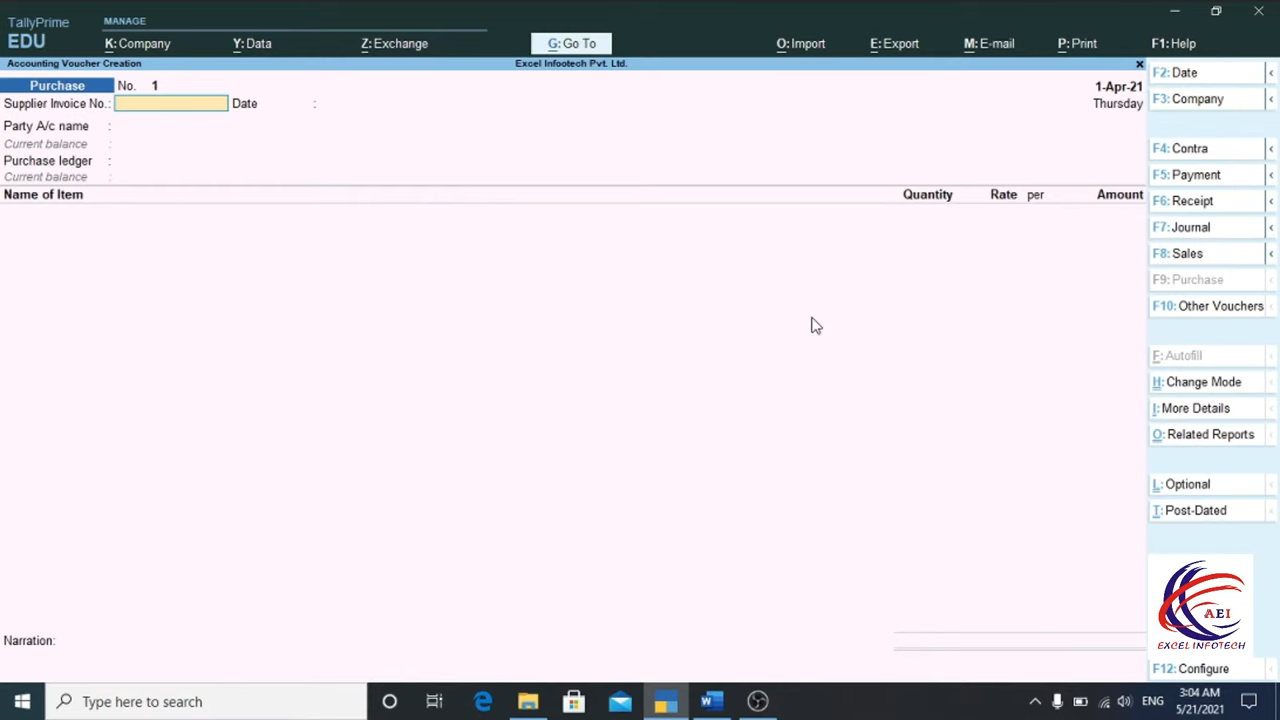 TallyPrime
EDU
MANAGE
K: Company
Y: Data
Z: Exchange
G: Go To
O: Import
E: Export
M: E-mail
P: Print
F1: Help
Accounting Voucher Creation
Excel Infotech Pvt. Ltd.
×
Purchase
No. 1
1-Apr-21
Supplier Invoice No.:
Date :
Thursday
Party A/c name :
Current balance :
Purchase ledger :
Current balance :
Name of Item
Quantity
Rate per
Amount
Narration:
F2: Date
F3: Company
F4: Contra
F5: Payment
F6: Receipt
F7: Journal
F8: Sales
F9: Purchase
F10: Other Vouchers
F: Autofill
H: Change Mode
I: More Details
O: Related Reports
L: Optional
T: Post-Dated
AEI
EXCEL INFOTECH
F12: Configure
Type here to search
ENG
3:04 AM
5/21/2021